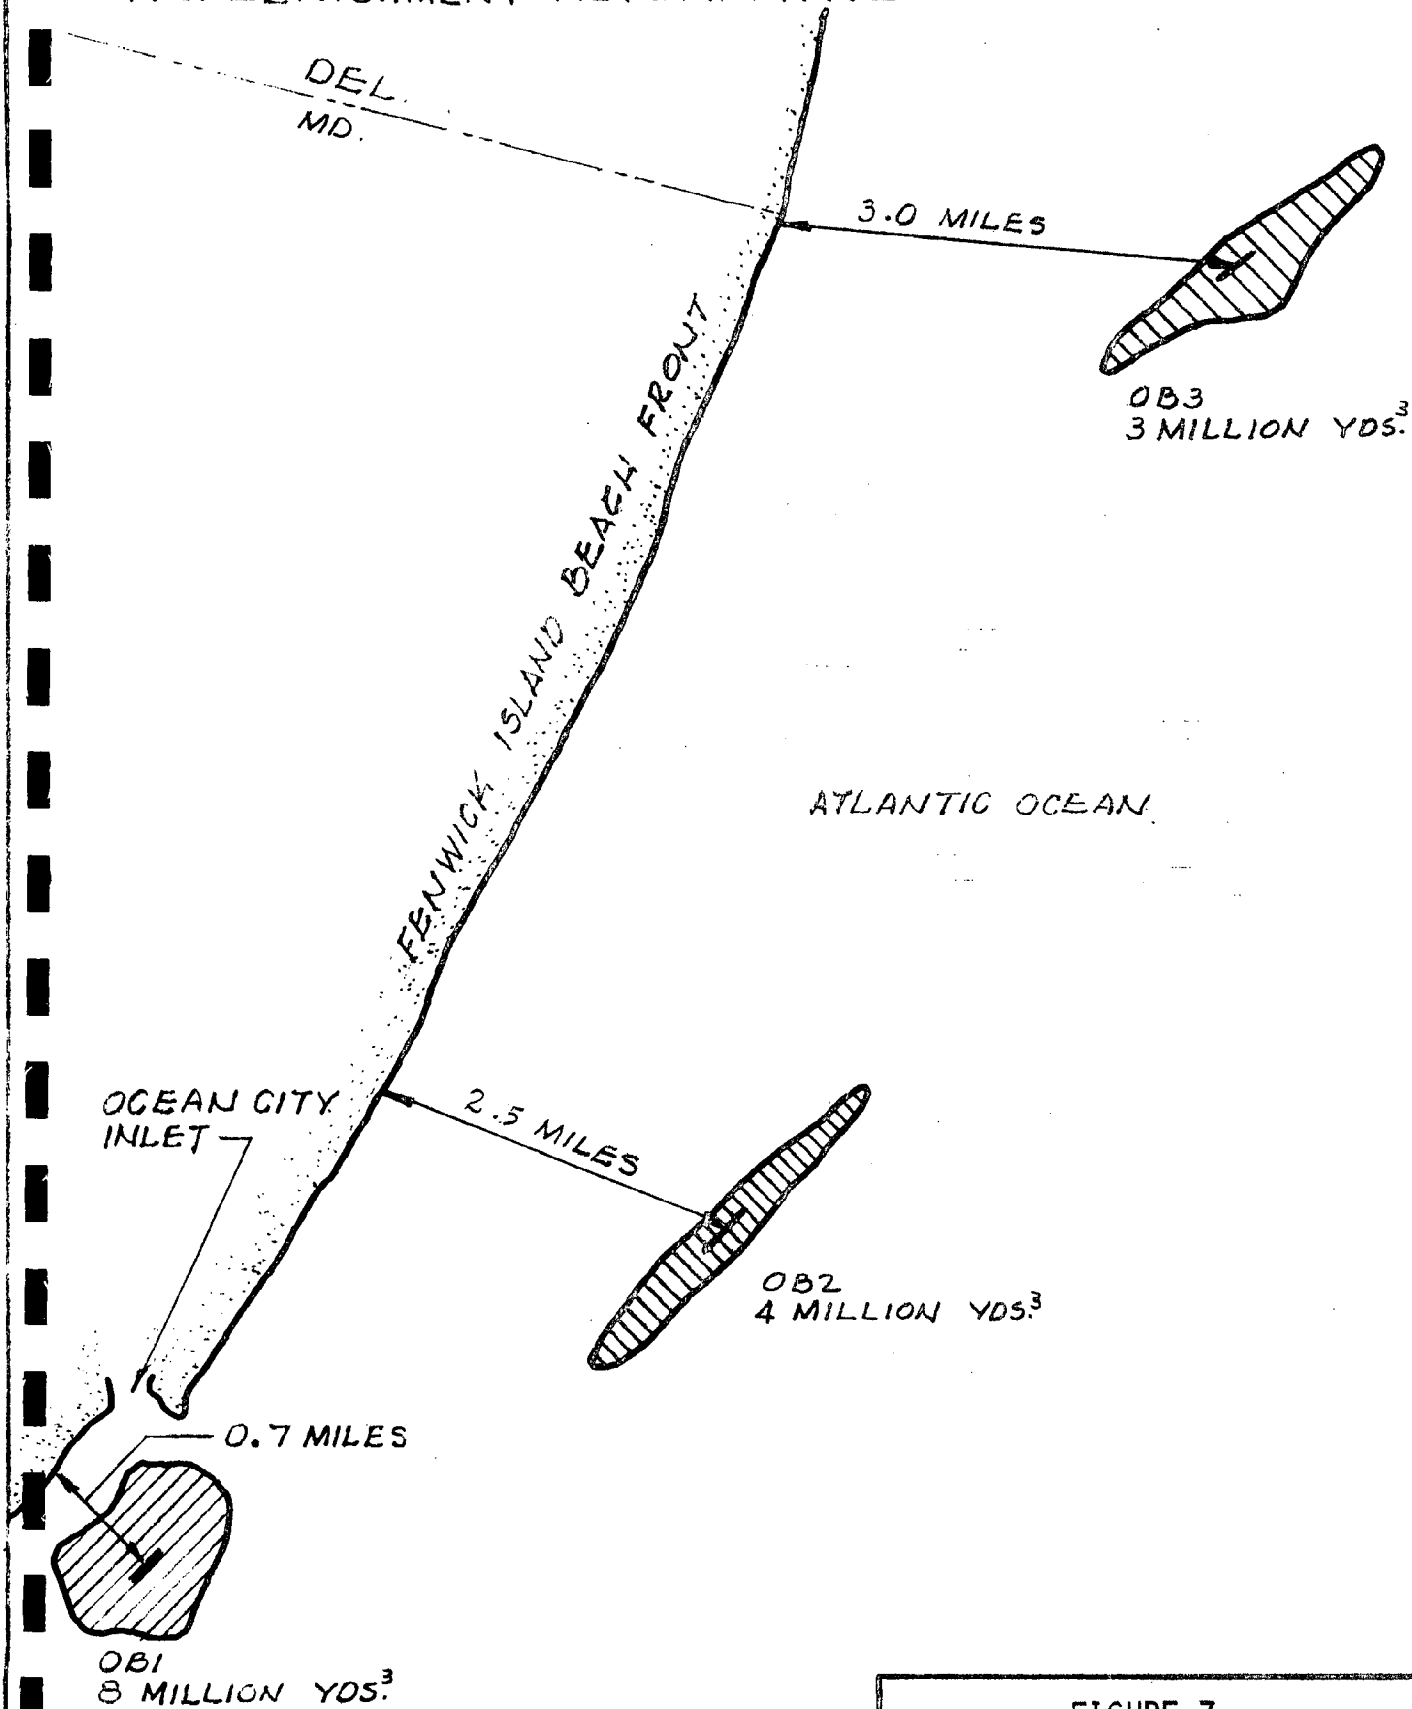 DEL.
MD.
3.0 MILES
OB3
3 MILLION YDS.³
FENWICK ISLAND BEACH FRONT
ATLANTIC OCEAN
OCEAN CITY
INLET
2.5 MILES
OB2
4 MILLION YDS.³
0.7 MILES
OB1
8 MILLION YDS.³
FIGURE 7